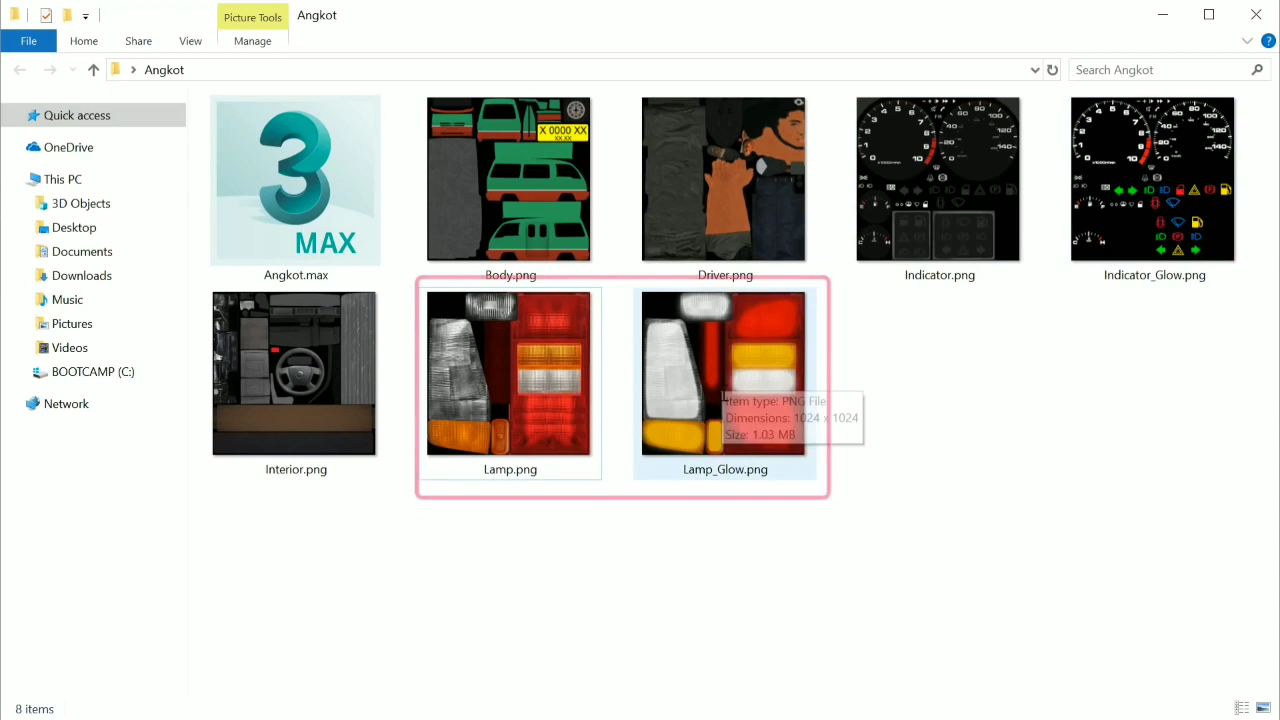 Picture Tools
Angkot
File
Home
Share
View
Manage
Angkot
Search Angkot
Quick access
OneDrive
This PC
3D Objects
Desktop
Documents
Downloads
Music
Pictures
Videos
BOOTCAMP (C:)
Network
3
MAX
Angkot.max
X 0000 XX
XX.XX
Body.png
Driver.png
Indicator.png
Indicator_Glow.png
Interior.png
Lamp.png
Lamp_Glow.png
Item type: PNG File
Dimensions: 1024 x 1024
Size: 1.03 MB
8 items